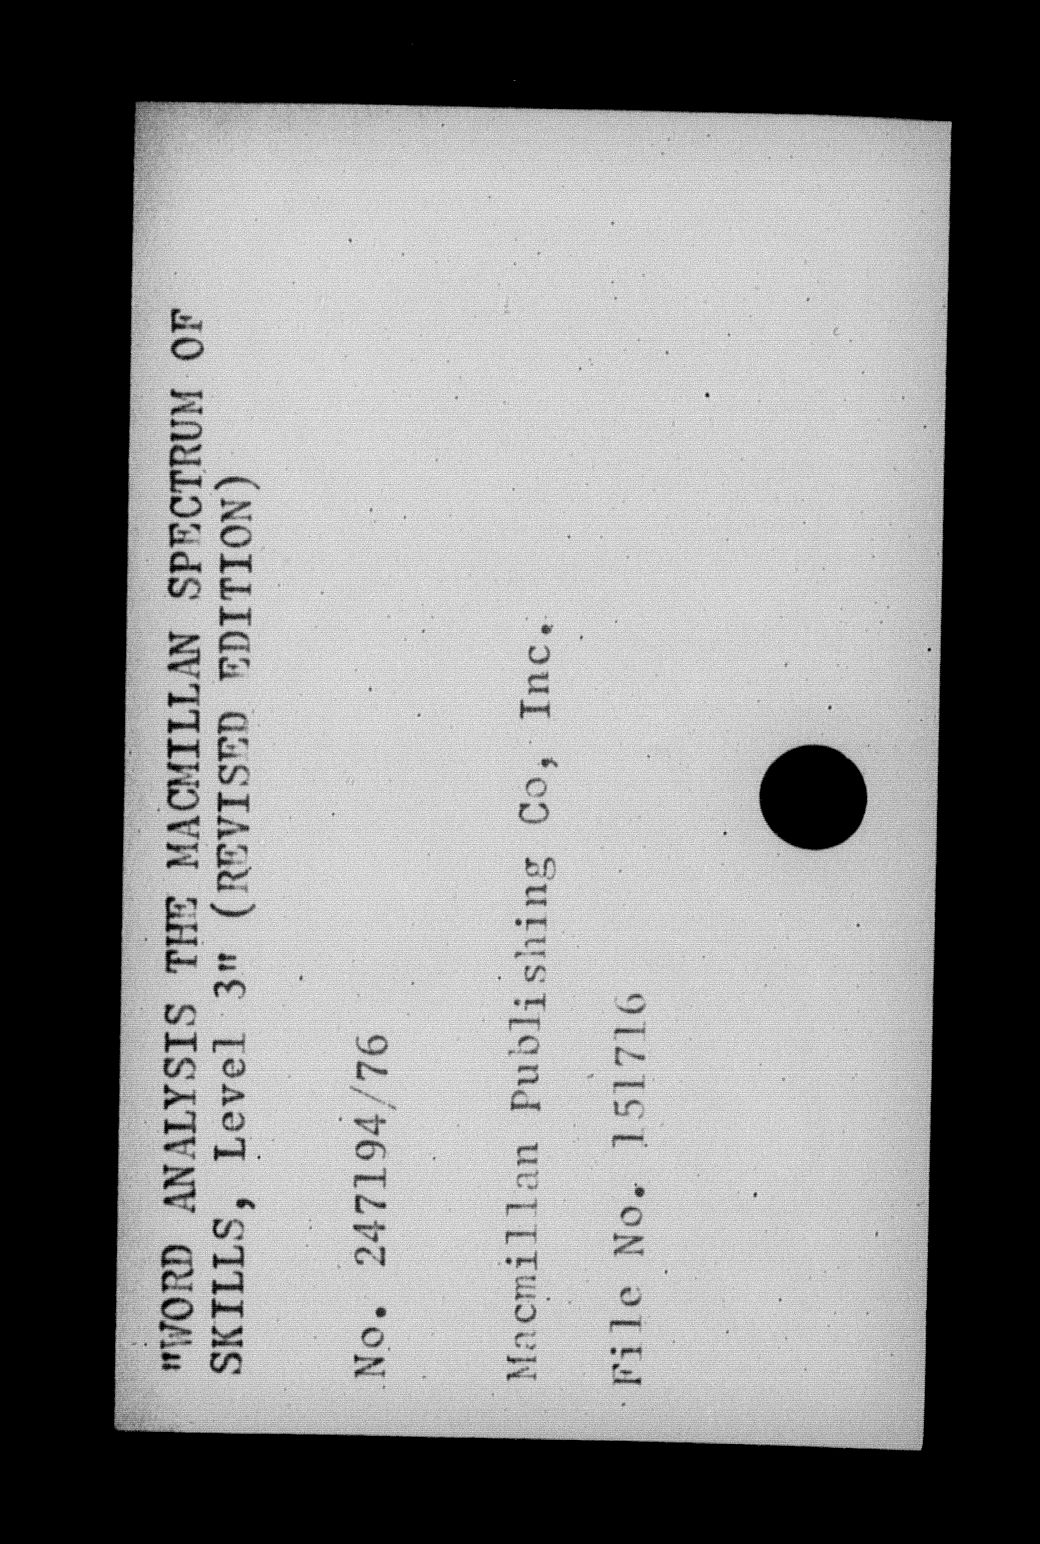 "WORD ANALYSIS THE MACMILLAN SPECTRUM OF
SKILLS, Level 3" (REVISED EDITION)
No. 247194/76
Macmillan Publishing Co, Inc.
File No. 151716